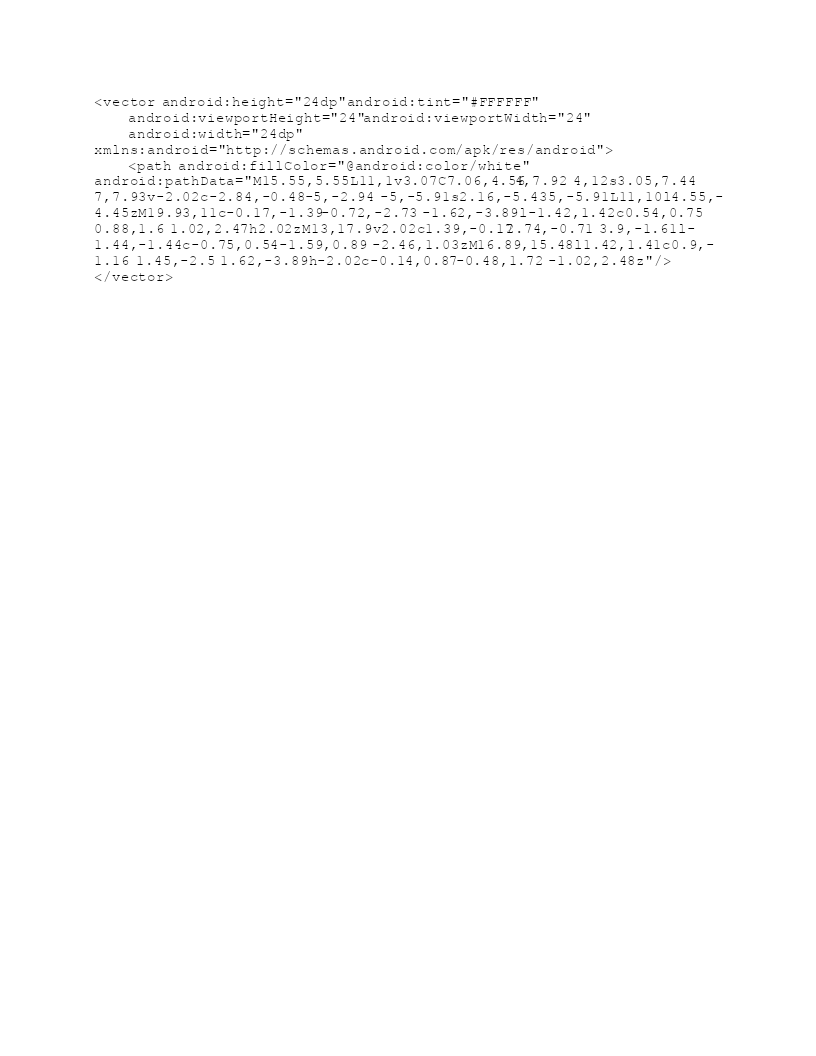 <vector android:height="24dp"android:tint="#FFFFFF"
    android:viewportHeight="24"android:viewportWidth="24"
    android:width="24dp"
xmlns:android="http://schemas.android.com/apk/res/android">
    <path android:fillColor="@android:color/white"
android:pathData="M15.55,5.55L11,1v3.07C7.06,4.56 4,7.92 4,12s3.05,7.44
7,7.93v-2.02c-2.84,-0.48-5,-2.94 -5,-5.91s2.16,-5.435,-5.91L11,10l4.55,-
4.45zM19.93,11c-0.17,-1.39-0.72,-2.73 -1.62,-3.89l-1.42,1.42c0.54,0.75
0.88,1.6 1.02,2.47h2.02zM13,17.9v2.02c1.39,-0.17 2.74,-0.71 3.9,-1.61l-
1.44,-1.44c-0.75,0.54-1.59,0.89 -2.46,1.03zM16.89,15.48l1.42,1.41c0.9,-
1.16 1.45,-2.5 1.62,-3.89h-2.02c-0.14,0.87-0.48,1.72 -1.02,2.48z"/>
</vector>